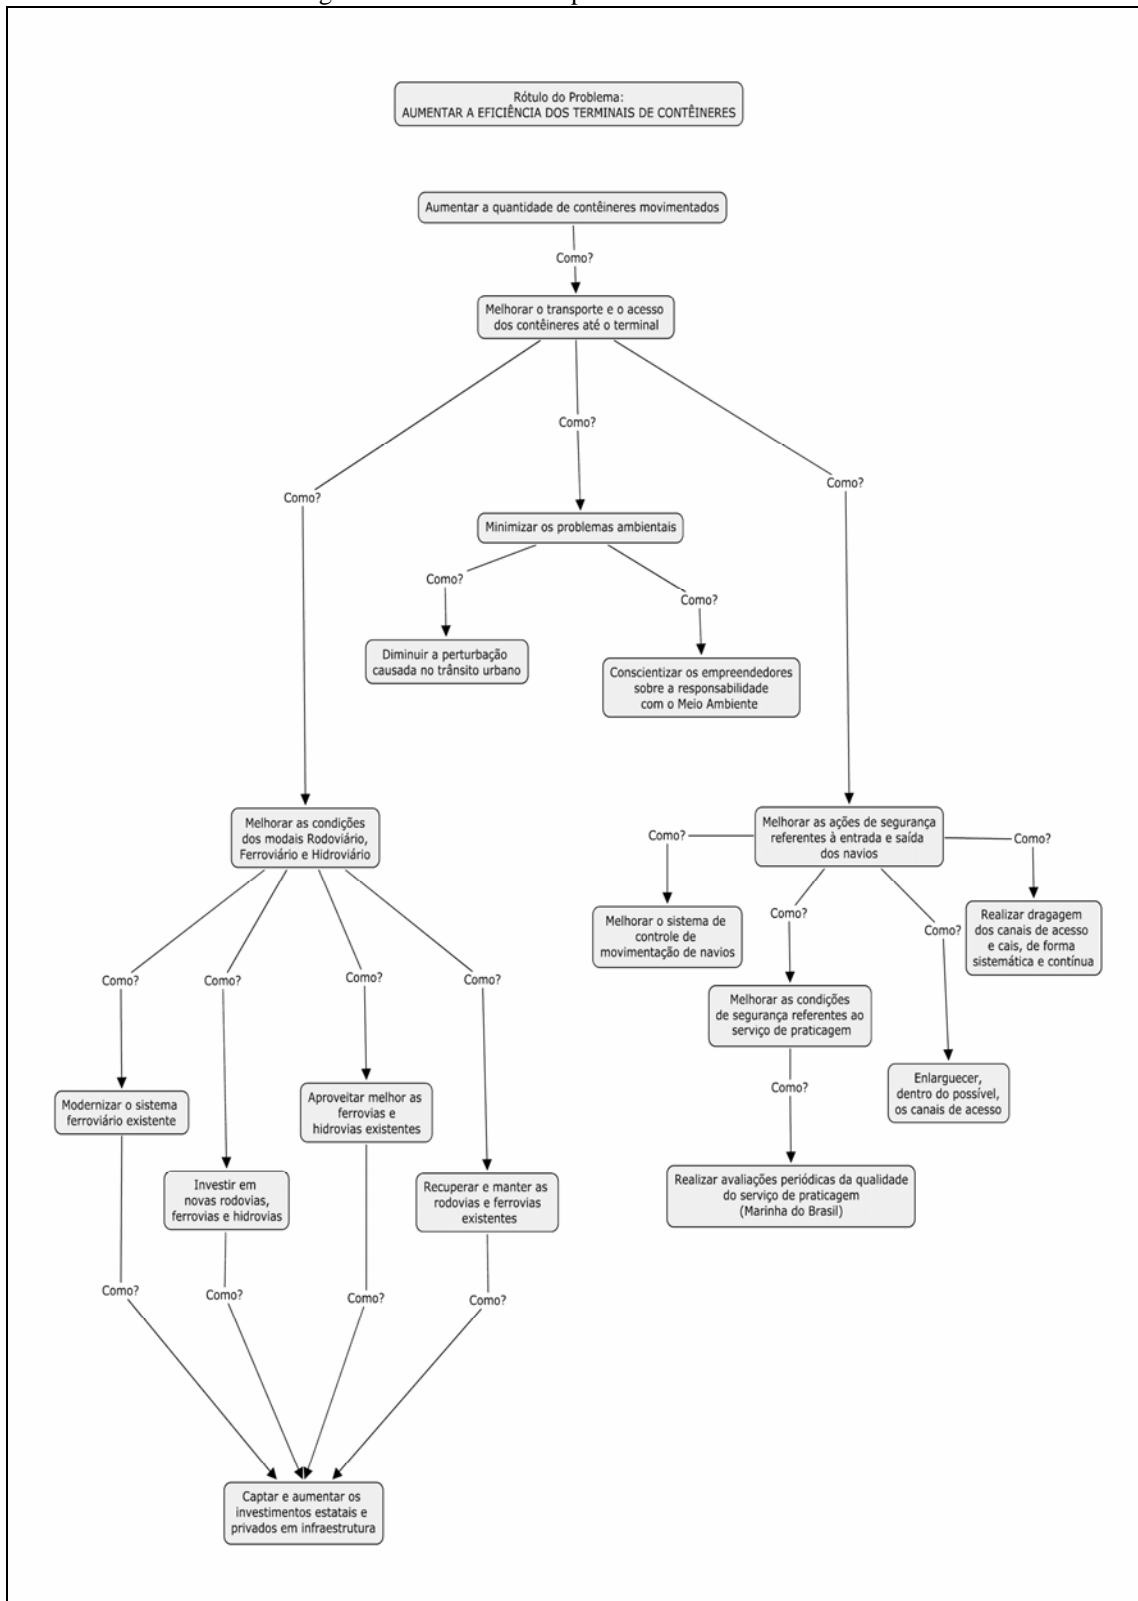 Rótulo do Problema:
AUMENTAR A EFICIÊNCIA DOS TERMINAIS DE CONTÊINERES
Aumentar a quantidade de contêineres movimentados
Como?
Melhorar o transporte e o acesso
dos contêineres até o terminal
Como?
Como?
Como?
Minimizar os problemas ambientais
Como?
Como?
Diminuir a perturbação
causada no trânsito urbano
Conscientizar os empreendedores
sobre a responsabilidade
com o Meio Ambiente
Melhorar as condições
dos modais Rodoviário,
Ferroviário e Hidroviário
Como?
Como?
Como?
Como?
Modernizar o sistema
ferroviário existente
Investir em
novas rodovias,
ferrovias e hidrovias
Aproveitar melhor as
ferrovias e
hidrovias existentes
Recuperar e manter as
rodovias e ferrovias
existentes
Como?
Como?
Como?
Como?
Captar e aumentar os
investimentos estatais e
privados em infraestrutura
Melhorar as ações de segurança
referentes à entrada e saída
dos navios
Como?
Como?
Como?
Como?
Melhorar o sistema de
controle de
movimentação de navios
Melhorar as condições
de segurança referentes ao
serviço de praticagem
Como?
Realizar avaliações periódicas da qualidade
do serviço de praticagem
(Marinha do Brasil)
Enlarguecer,
dentro do possível,
os canais de acesso
Realizar dragagem
dos canais de acesso
e cais, de forma
sistemática e contínua